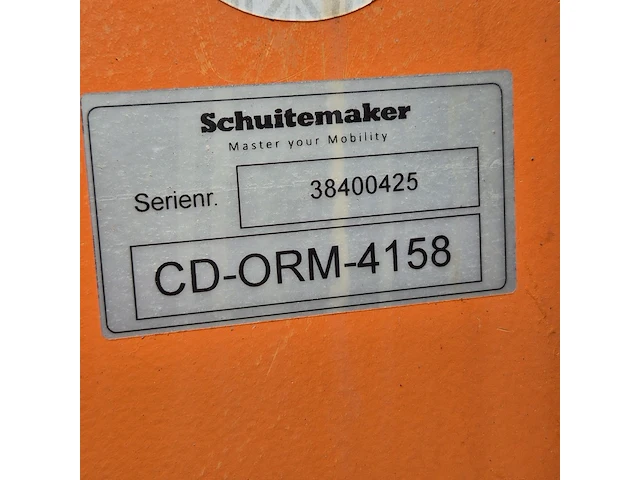 Schuitemaker
Master your Mobility
Serienr. 38400425
CD-ORM-4158